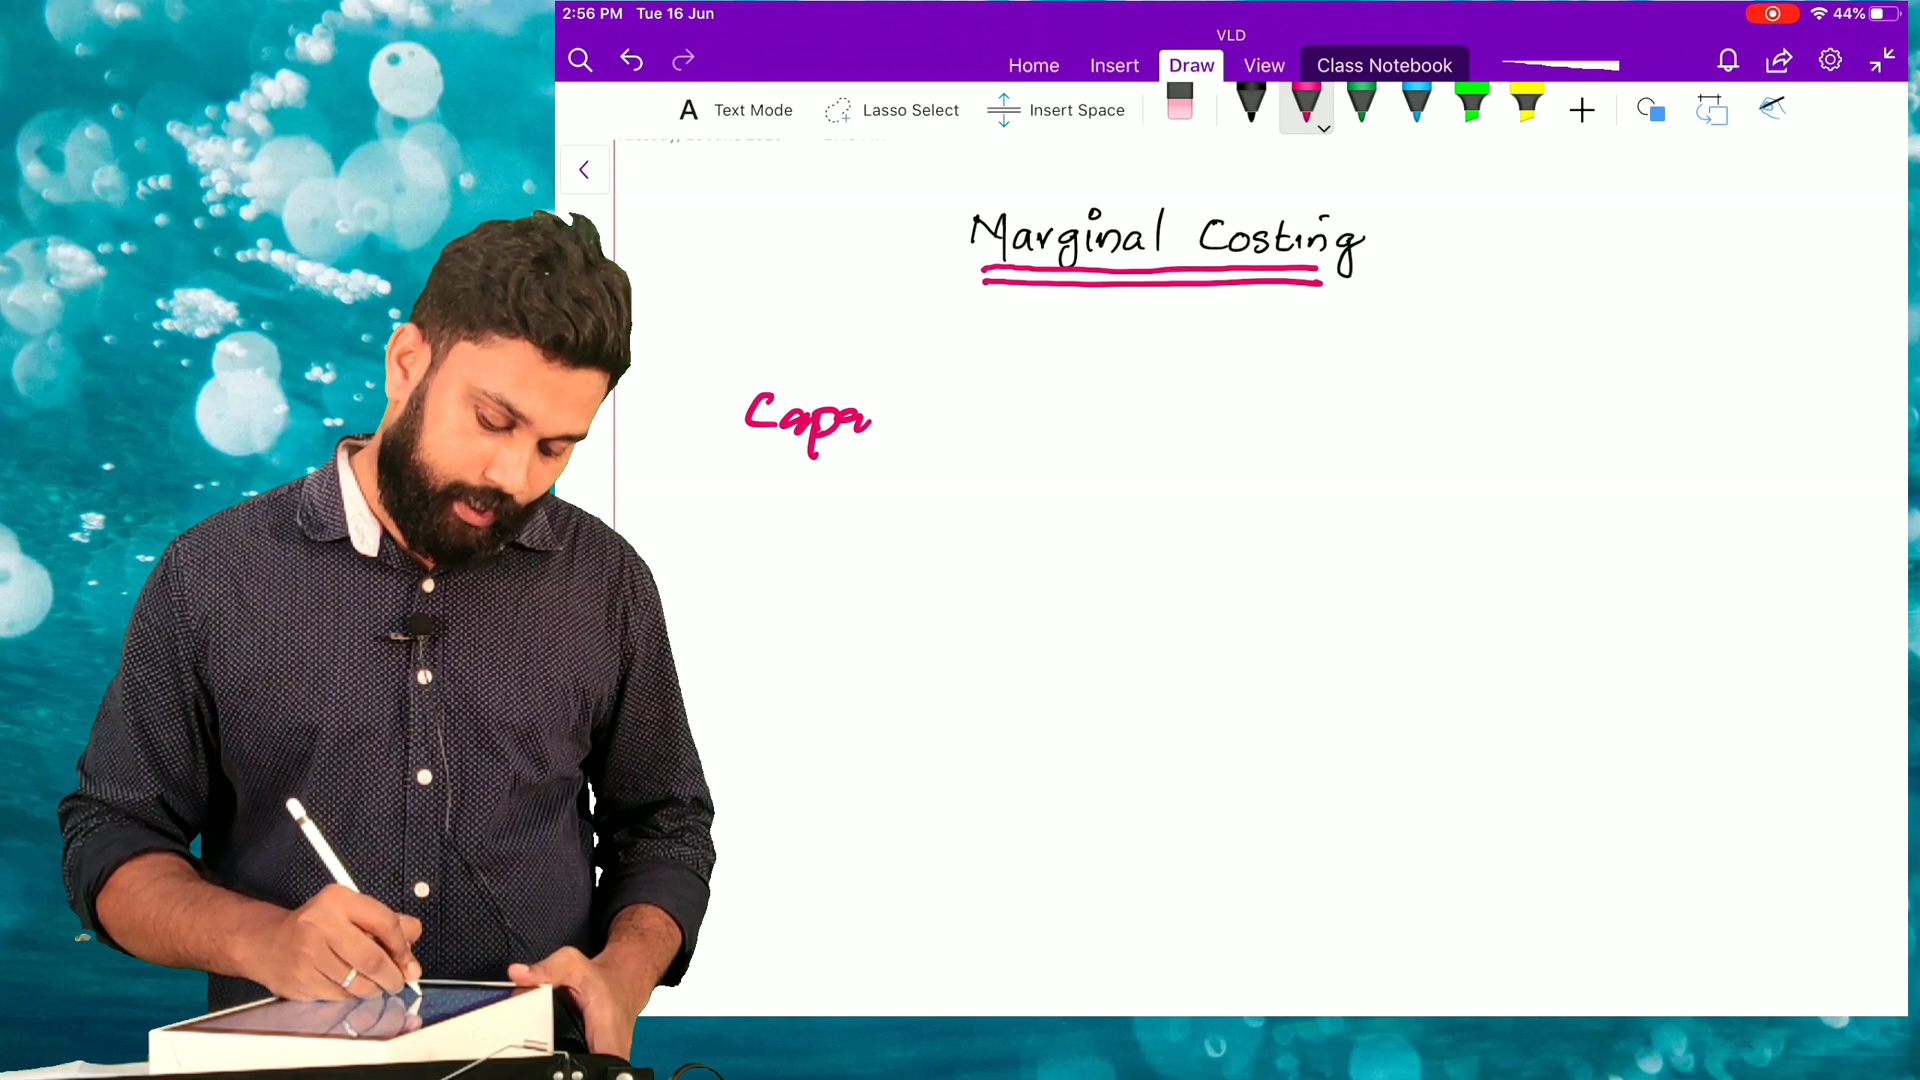 2:56 PM Tue 16 Jun 44%
VLD
Home Insert Draw View Class Notebook
A Text Mode Lasso Select Insert Space
Marginal Costing
Capa